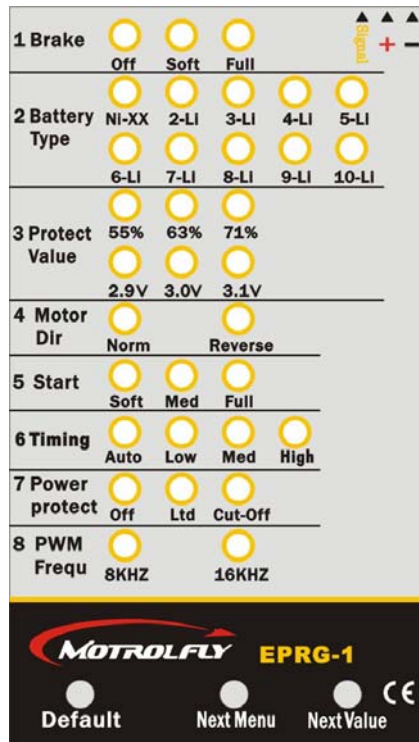 Signal
+ −
1 Brake
Off Soft Full
2 Battery Type
Ni-XX 2-LI 3-LI 4-LI 5-LI
6-LI 7-LI 8-LI 9-LI 10-LI
3 Protect Value
55% 63% 71%
2.9V 3.0V 3.1V
4 Motor Dir
Norm Reverse
5 Start
Soft Med Full
6 Timing
Auto Low Med High
7 Power protect
Off Ltd Cut-Off
8 PWM Frequ
8KHZ 16KHZ
MOTROLFLY EPRG-1
CE
Default Next Menu Next Value